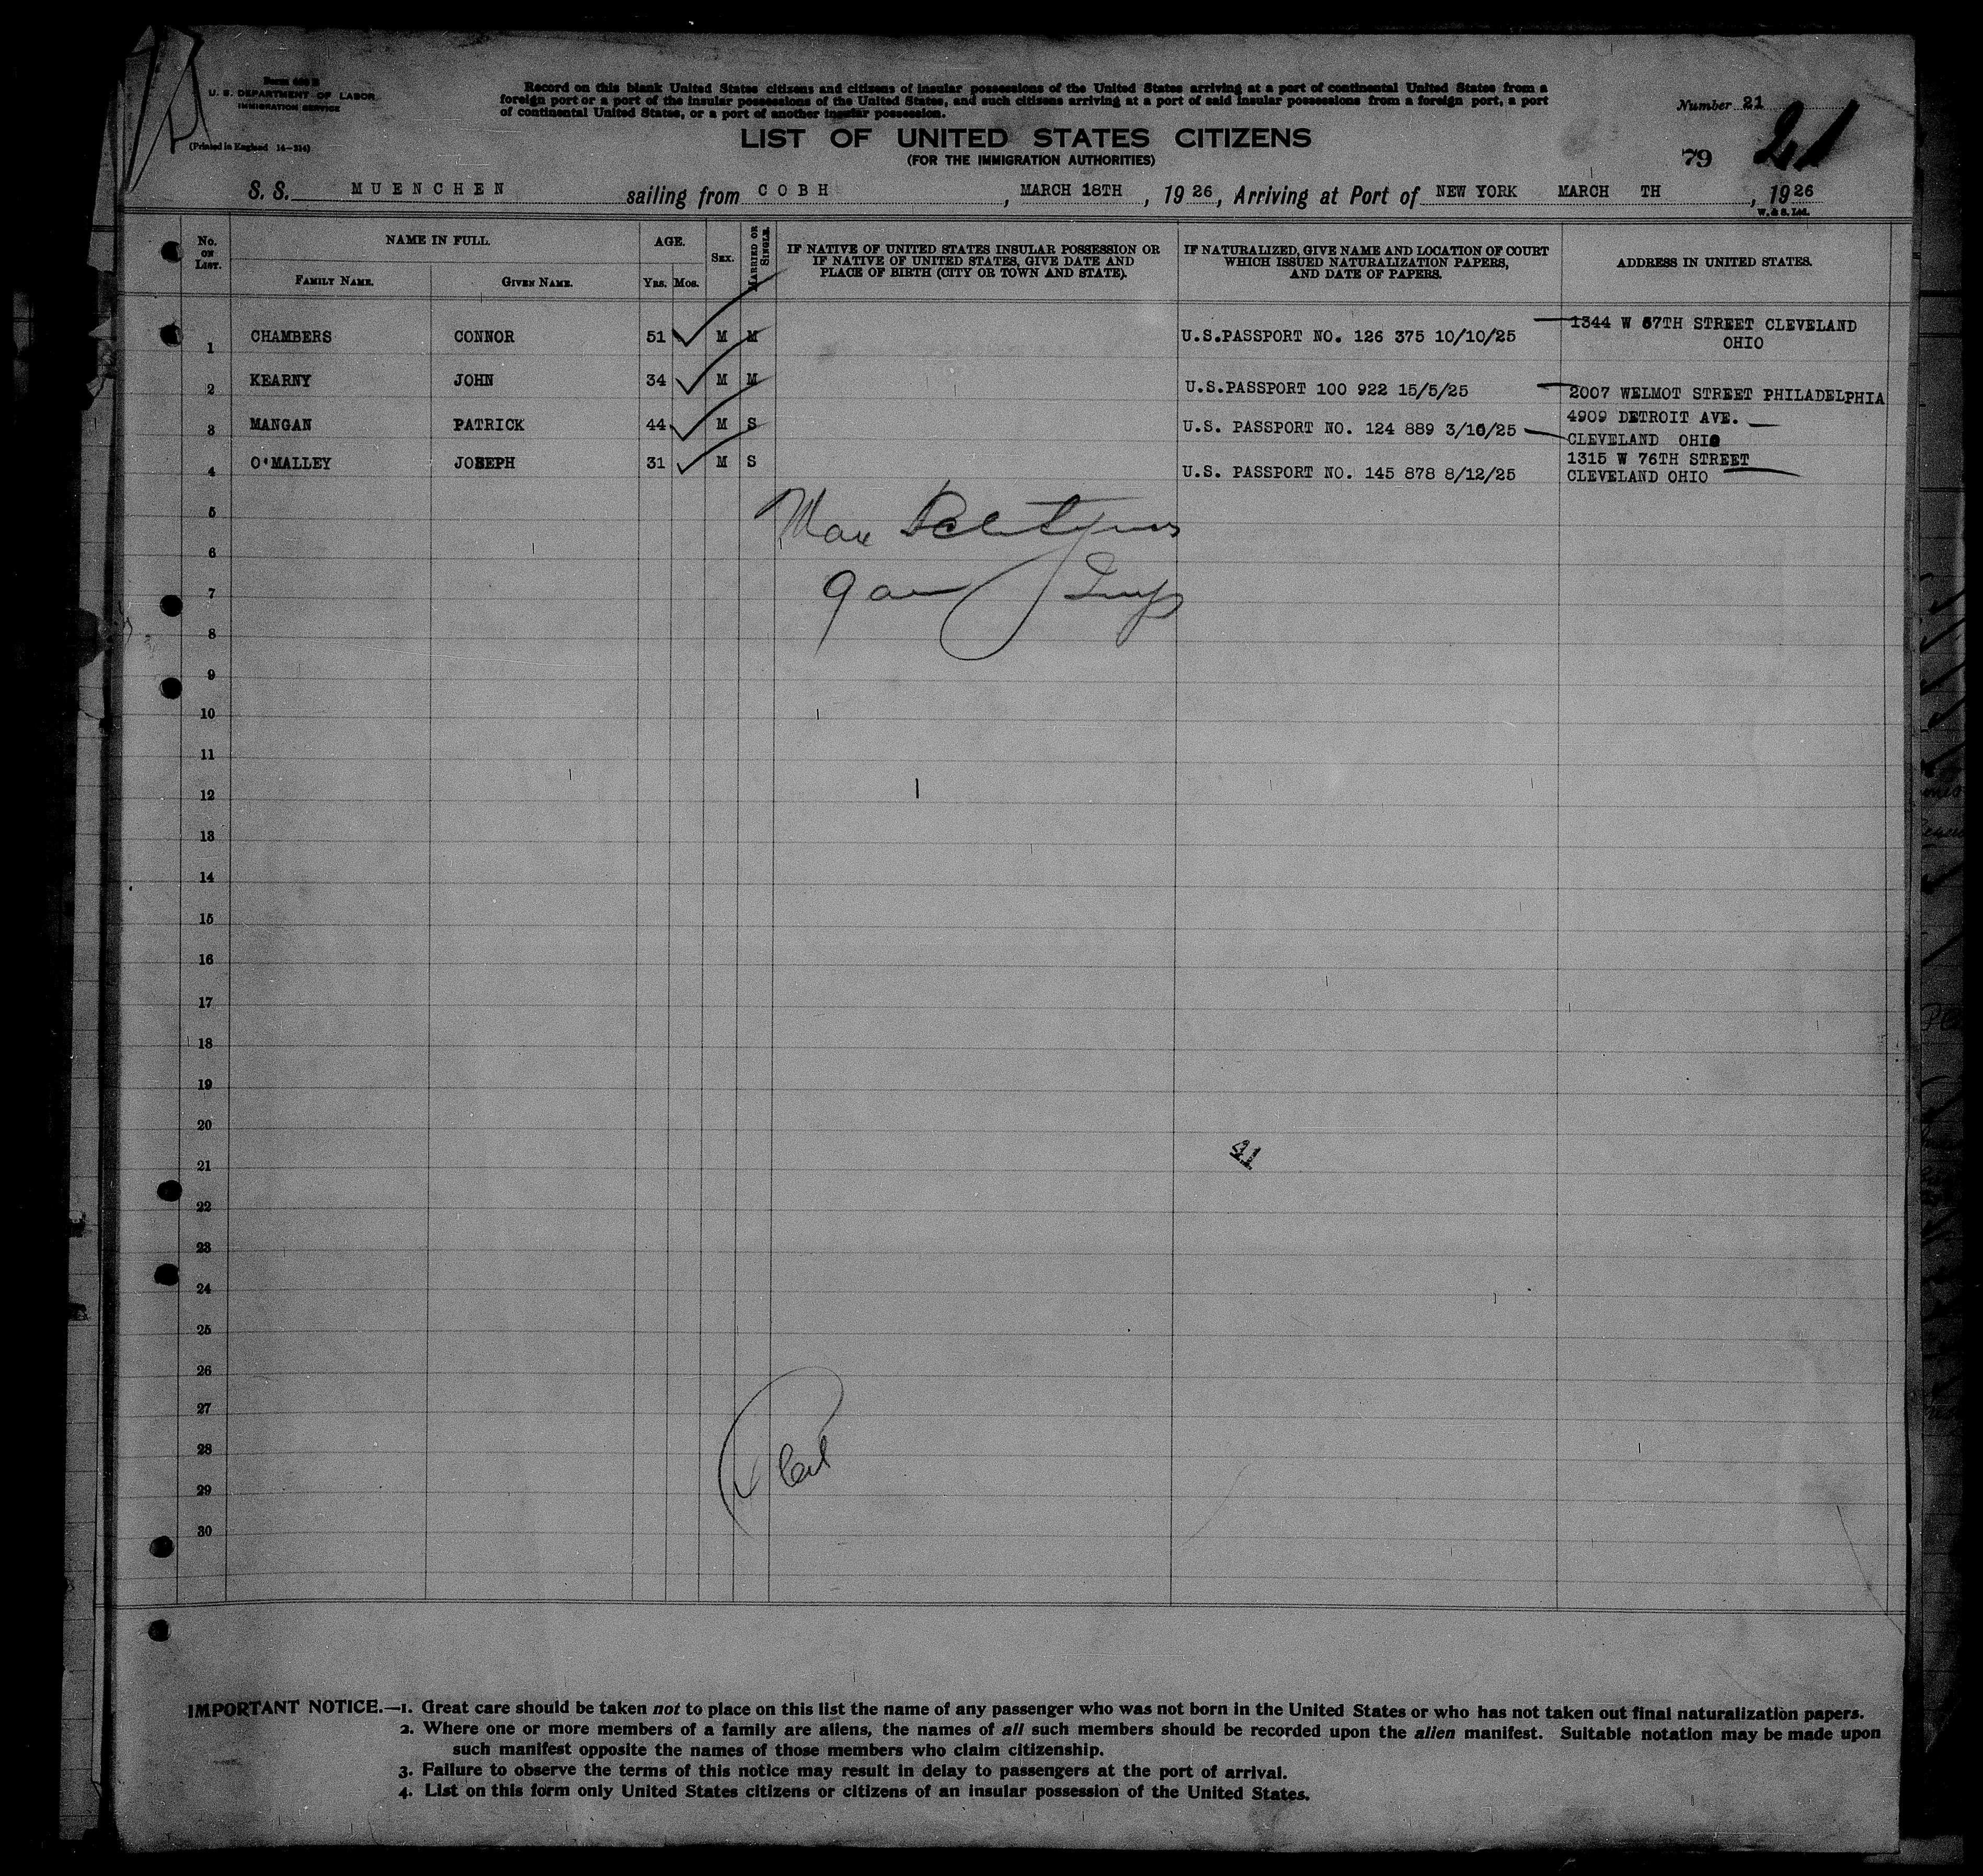 Form 630 B
U. S. DEPARTMENT OF LABOR
IMMIGRATION SERVICE
(Printed in England 14-314)
Record on this blank United States citizens and citizens of insular possessions of the United States arriving at a port of continental United States from a
foreign port or a port of the insular possessions of the United States, and such citizens arriving at a port of said insular possessions from a foreign port, a port
of continental United States, or a port of another insular possession.
Number 21
21
LIST OF UNITED STATES CITIZENS
(FOR THE IMMIGRATION AUTHORITIES)
79
S. S. MUENCHEN sailing from COBH, MARCH 18TH, 1926, Arriving at Port of NEW YORK MARCH TH, 1926
W. & S. Ltd.
No. ON LIST. NAME IN FULL. AGE. SEX. MARRIED OR SINGLE. IF NATIVE OF UNITED STATES INSULAR POSSESSION OR IF NATIVE OF UNITED STATES, GIVE DATE AND PLACE OF BIRTH (CITY OR TOWN AND STATE). IF NATURALIZED, GIVE NAME AND LOCATION OF COURT WHICH ISSUED NATURALIZATION PAPERS, AND DATE OF PAPERS. ADDRESS IN UNITED STATES.
FAMILY NAME. GIVEN NAME. YRS. MOS.
1 CHAMBERS CONNOR 51 M M U.S.PASSPORT NO. 126 375 10/10/25 1344 W 67TH STREET CLEVELAND OHIO
2 KEARNY JOHN 34 M M U.S.PASSPORT 100 922 15/5/25 2007 WELMOT STREET PHILADELPHIA
3 MANGAN PATRICK 44 M S U.S. PASSPORT NO. 124 889 3/10/25 4909 DETROIT AVE. CLEVELAND OHIO
4 O'MALLEY JOSEPH 31 M S U.S. PASSPORT NO. 145 878 8/12/25 1315 W 76TH STREET CLEVELAND OHIO
5
6
7
8
9
10
11
12
13
14
15
16
17
18
19
20
21
22
23
24
25
26
27
28
29
30
IMPORTANT NOTICE.—1. Great care should be taken not to place on this list the name of any passenger who was not born in the United States or who has not taken out final naturalization papers.
2. Where one or more members of a family are aliens, the names of all such members should be recorded upon the alien manifest. Suitable notation may be made upon
such manifest opposite the names of those members who claim citizenship.
3. Failure to observe the terms of this notice may result in delay to passengers at the port of arrival.
4. List on this form only United States citizens or citizens of an insular possession of the United States.